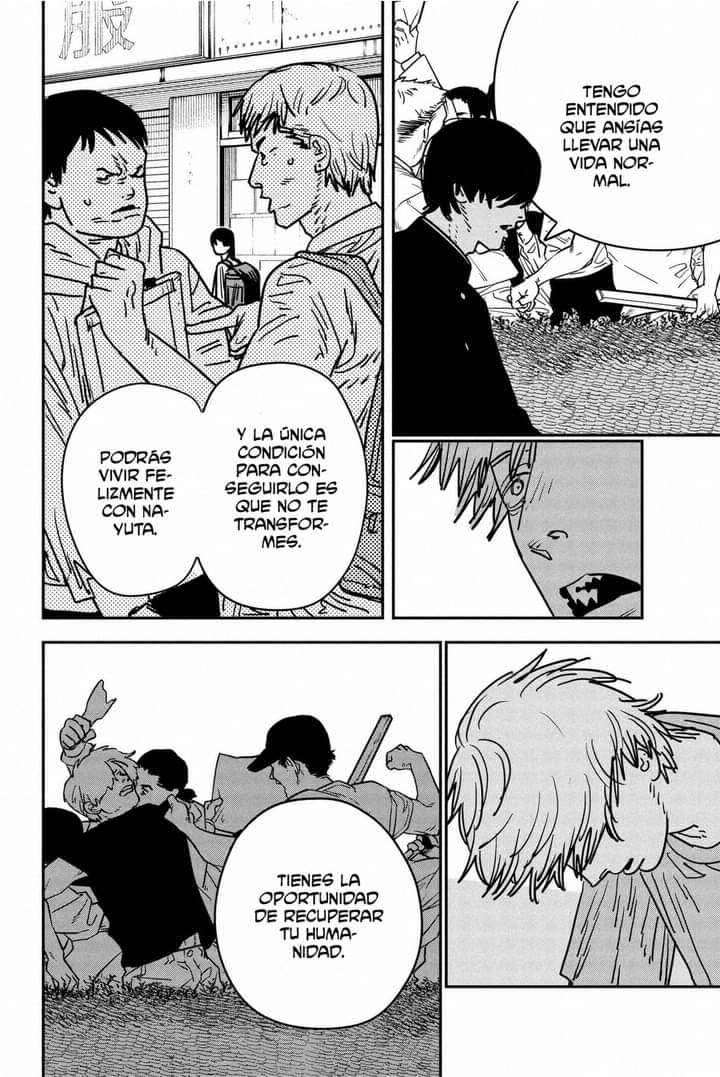 TENGO
ENTENDIDO
QUE ANSÍAS
LLEVAR UNA
VIDA NOR-
MAL.
服
Y LA ÚNICA
CONDICIÓN
PARA CON-
SEGUIRLO ES
QUE NO TE
TRANSFOR-
MES.
PODRÁS
VIVIR FE-
LIZMENTE
CON NA-
YUTA.
TIENES LA
OPORTUNIDAD
DE RECUPERAR
TU HUMA-
NIDAD.